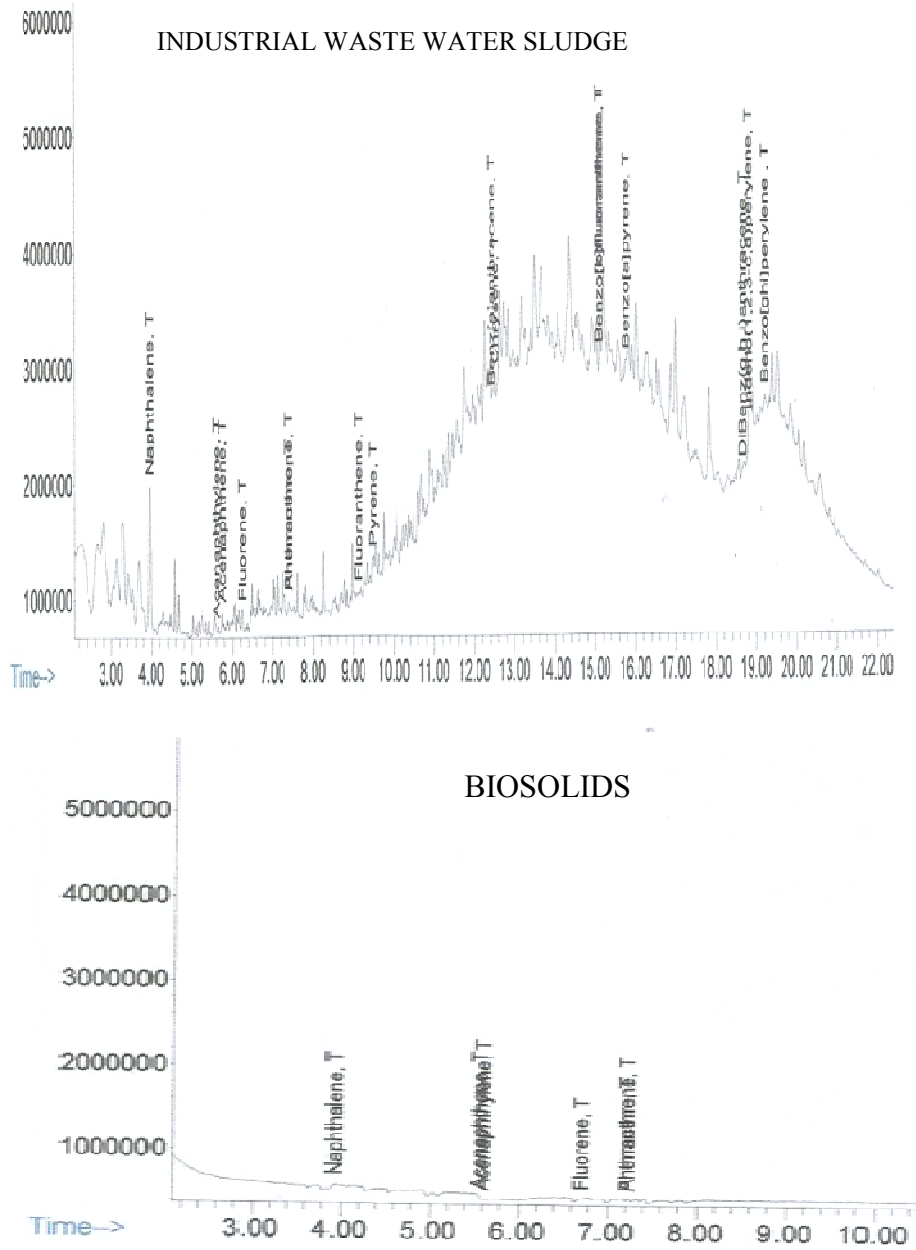 6000000
INDUSTRIAL WASTE WATER SLUDGE
5000000
4000000
3000000
2000000
1000000
Naphthalene, T
Fluorene, T
Fluoranthene, T
Pyrene, T
Benzo[a]pyrene, T
Benzo[ghi]perylene, T
Time-->
3.00 4.00 5.00 6.00 7.00 8.00 9.00 10.00 11.00 12.00 13.00 14.00 15.00 16.00 17.00 18.00 19.00 20.00 21.00 22.00
BIOSOLIDS
5000000
4000000
3000000
2000000
1000000
Naphthalene, T
Fluorene, T
Time-->
3.00 4.00 5.00 6.00 7.00 8.00 9.00 10.00